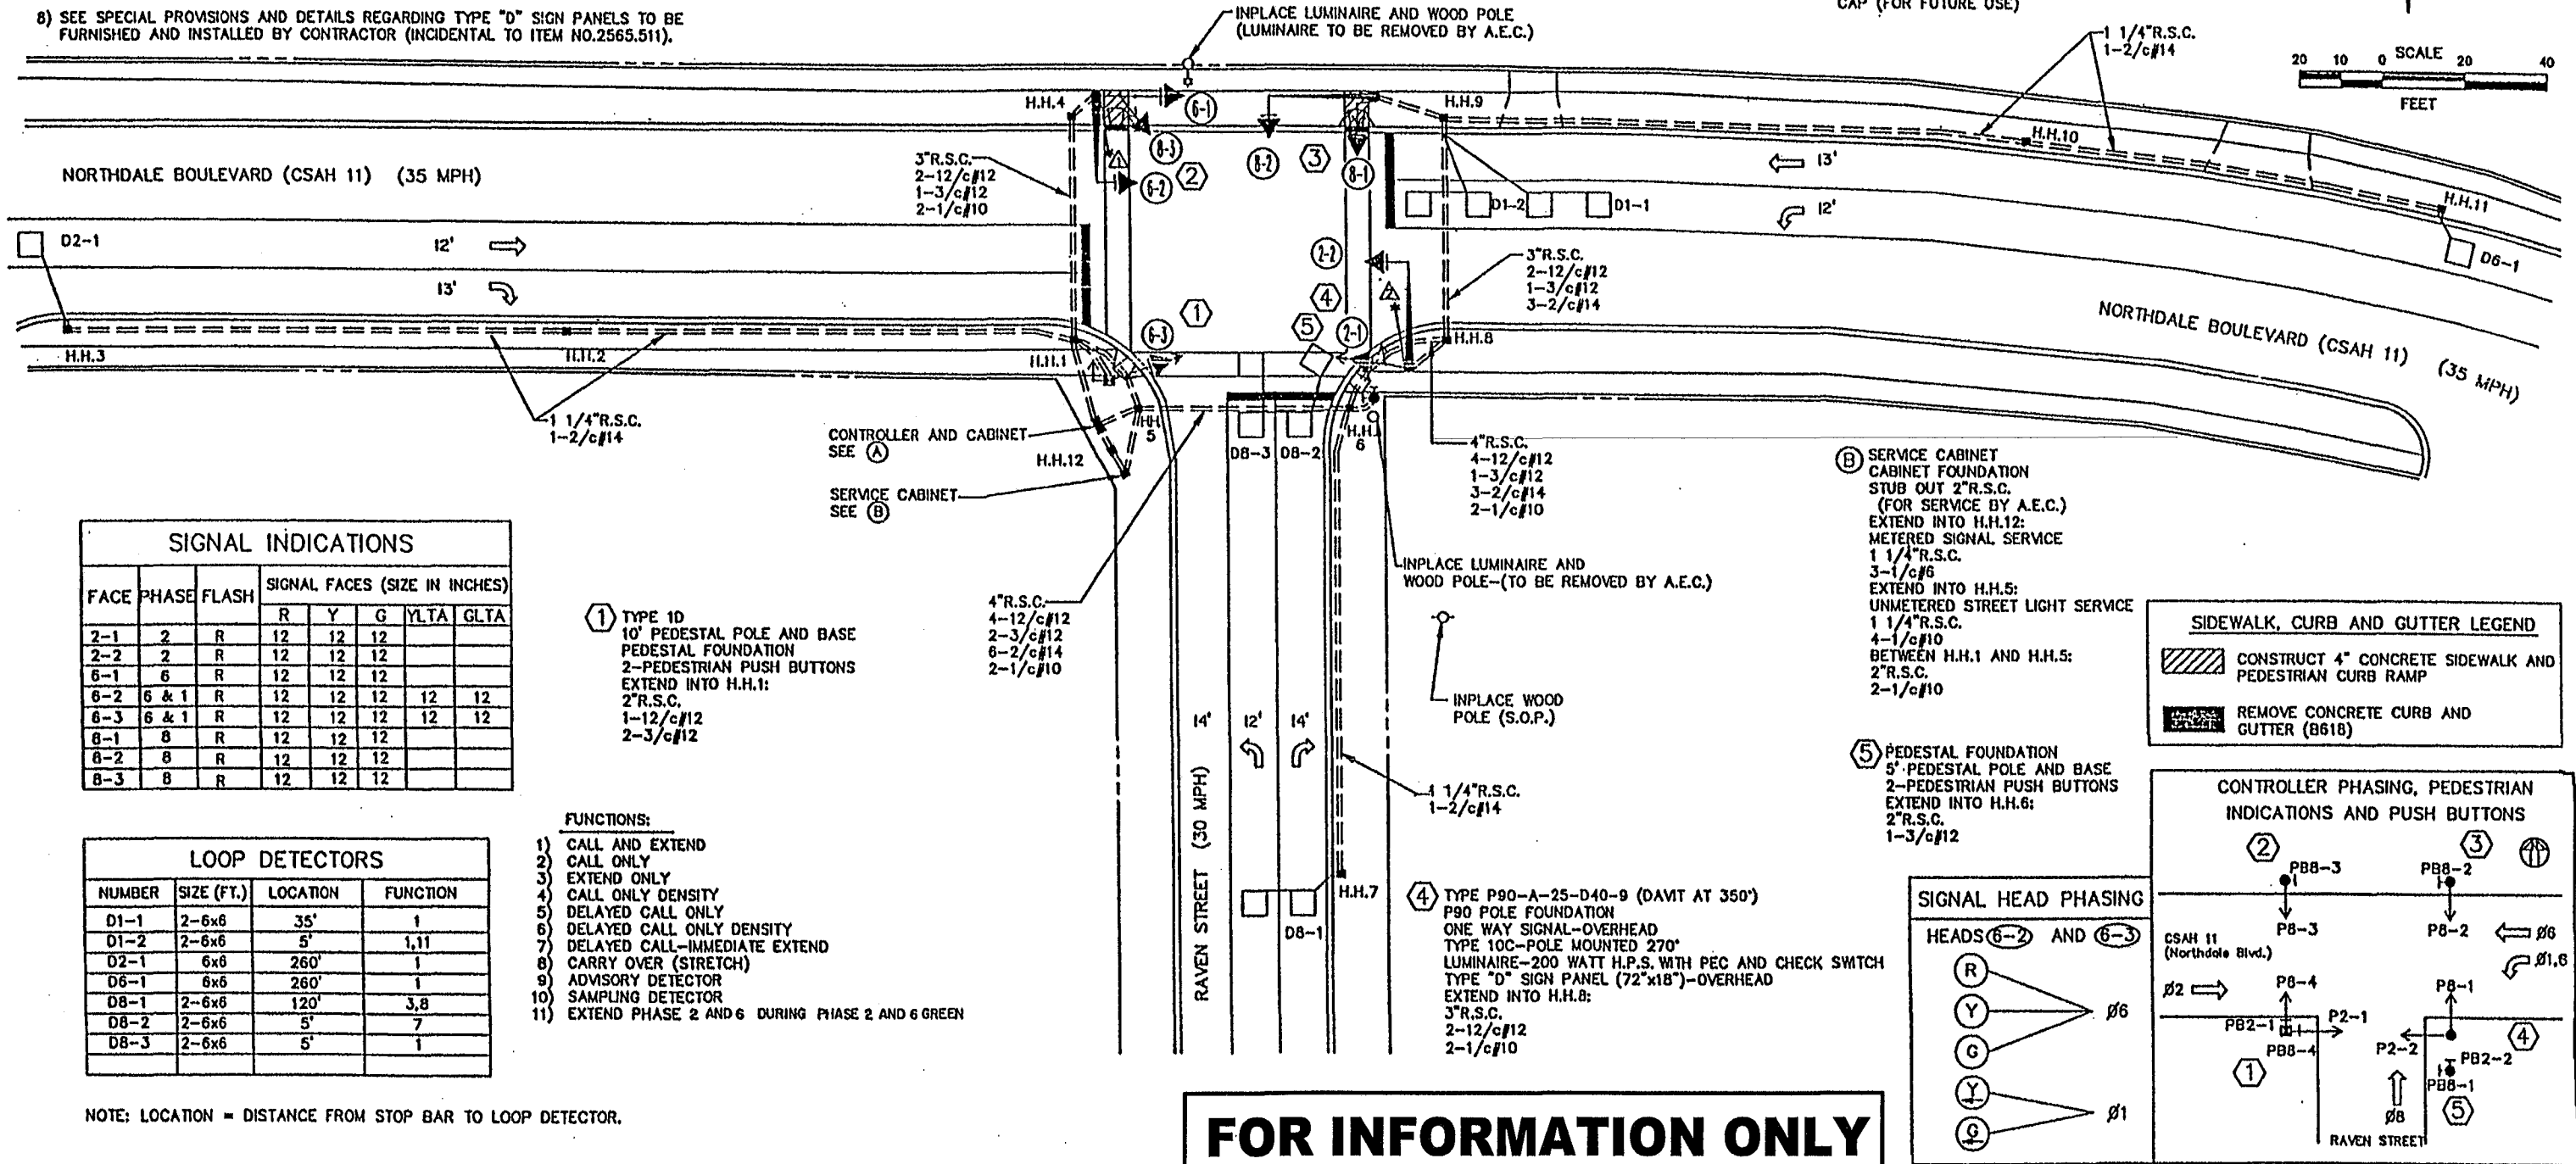 8) SEE SPECIAL PROVISIONS AND DETAILS REGARDING TYPE "D" SIGN PANELS TO BE
FURNISHED AND INSTALLED BY CONTRACTOR (INCIDENTAL TO ITEM NO.2565.511).
INPLACE LUMINAIRE AND WOOD POLE
(LUMINAIRE TO BE REMOVED BY A.E.C.)
CAP (FOR FUTURE USE)
1 1/4"R.S.C.
1-2/c#14
SCALE
20 10 0 20 40
FEET
H.H.4
6-1
8-3
2
6-2
8-2
3
8-1
H.H.9
H.H.10
H.H.11
NORTHDALE BOULEVARD (CSAH 11) (35 MPH)
3"R.S.C.
2-12/c#12
1-3/c#12
2-1/c#10
13'
12'
D1-2
D1-1
D2-1
12'
13'
2-2
4
1
5
2-1
6-3
3"R.S.C.
2-12/c#12
1-3/c#12
3-2/c#14
D6-1
NORTHDALE BOULEVARD (CSAH 11) (35 MPH)
H.H.3
H.H.2
H.H.1
H.H.8
1 1/4"R.S.C.
1-2/c#14
CONTROLLER AND CABINET
SEE A
HH.
5
H.H.
6
H.H.12
SERVICE CABINET
SEE B
D8-3
D8-2
4"R.S.C.
4-12/c#12
1-3/c#12
3-2/c#14
2-1/c#10
B SERVICE CABINET
CABINET FOUNDATION
STUB OUT 2"R.S.C.
(FOR SERVICE BY A.E.C.)
EXTEND INTO H.H.12:
METERED SIGNAL SERVICE
1 1/4"R.S.C.
3-1/c#6
EXTEND INTO H.H.5:
UNMETERED STREET LIGHT SERVICE
1 1/4"R.S.C.
4-1/c#10
BETWEEN H.H.1 AND H.H.5:
2"R.S.C.
2-1/c#10
SIGNAL INDICATIONS
FACE PHASE FLASH SIGNAL FACES (SIZE IN INCHES)
R Y G YLTA GLTA
2-1 2 R 12 12 12
2-2 2 R 12 12 12
6-1 6 R 12 12 12
6-2 6 & 1 R 12 12 12 12 12
6-3 6 & 1 R 12 12 12 12 12
8-1 8 R 12 12 12
8-2 8 R 12 12 12
8-3 8 R 12 12 12
1 TYPE 1D
10' PEDESTAL POLE AND BASE
PEDESTAL FOUNDATION
2-PEDESTRIAN PUSH BUTTONS
EXTEND INTO H.H.1:
2"R.S.C.
1-12/c#12
2-3/c#12
4"R.S.C.
4-12/c#12
2-3/c#12
6-2/c#14
2-1/c#10
INPLACE LUMINAIRE AND
WOOD POLE-(TO BE REMOVED BY A.E.C.)
INPLACE WOOD
POLE (S.O.P.)
14' 12' 14'
RAVEN STREET (30 MPH)
1 1/4"R.S.C.
1-2/c#14
H.H.7
D8-1
SIDEWALK, CURB AND GUTTER LEGEND
CONSTRUCT 4" CONCRETE SIDEWALK AND
PEDESTRIAN CURB RAMP
REMOVE CONCRETE CURB AND
GUTTER (B618)
5 PEDESTAL FOUNDATION
5' PEDESTAL POLE AND BASE
2-PEDESTRIAN PUSH BUTTONS
EXTEND INTO H.H.6:
2"R.S.C.
1-3/c#12
LOOP DETECTORS
NUMBER SIZE (FT.) LOCATION FUNCTION
D1-1 2-6x6 35' 1
D1-2 2-6x6 5' 1,11
D2-1 6x6 260' 1
D6-1 6x6 260' 1
D8-1 2-6x6 120' 3,8
D8-2 2-6x6 5' 7
D8-3 2-6x6 5' 1
NOTE: LOCATION = DISTANCE FROM STOP BAR TO LOOP DETECTOR.
FUNCTIONS:
1) CALL AND EXTEND
2) CALL ONLY
3) EXTEND ONLY
4) CALL ONLY DENSITY
5) DELAYED CALL ONLY
6) DELAYED CALL ONLY DENSITY
7) DELAYED CALL-IMMEDIATE EXTEND
8) CARRY OVER (STRETCH)
9) ADVISORY DETECTOR
10) SAMPLING DETECTOR
11) EXTEND PHASE 2 AND 6 DURING PHASE 2 AND 6 GREEN
4 TYPE P90-A-25-D40-9 (DAVIT AT 350°)
P90 POLE FOUNDATION
ONE WAY SIGNAL-OVERHEAD
TYPE 10C-POLE MOUNTED 270°
LUMINAIRE-200 WATT H.P.S. WITH PEC AND CHECK SWITCH
TYPE "D" SIGN PANEL (72"x18")-OVERHEAD
EXTEND INTO H.H.8:
3"R.S.C.
2-12/c#12
2-1/c#10
SIGNAL HEAD PHASING
HEADS 6-2 AND 6-3
R
Y
G
Ø6
Y
G
Ø1
CONTROLLER PHASING, PEDESTRIAN
INDICATIONS AND PUSH BUTTONS
2
3
PB8-3
PB8-2
P8-3
P8-2
CSAH 11
(Northdale Blvd.)
Ø6
Ø1,6
Ø2
P8-4
P8-1
PB2-1
P2-1
PB8-4
P2-2
PB2-2
4
1
PB8-1
Ø8
5
RAVEN STREET
FOR INFORMATION ONLY